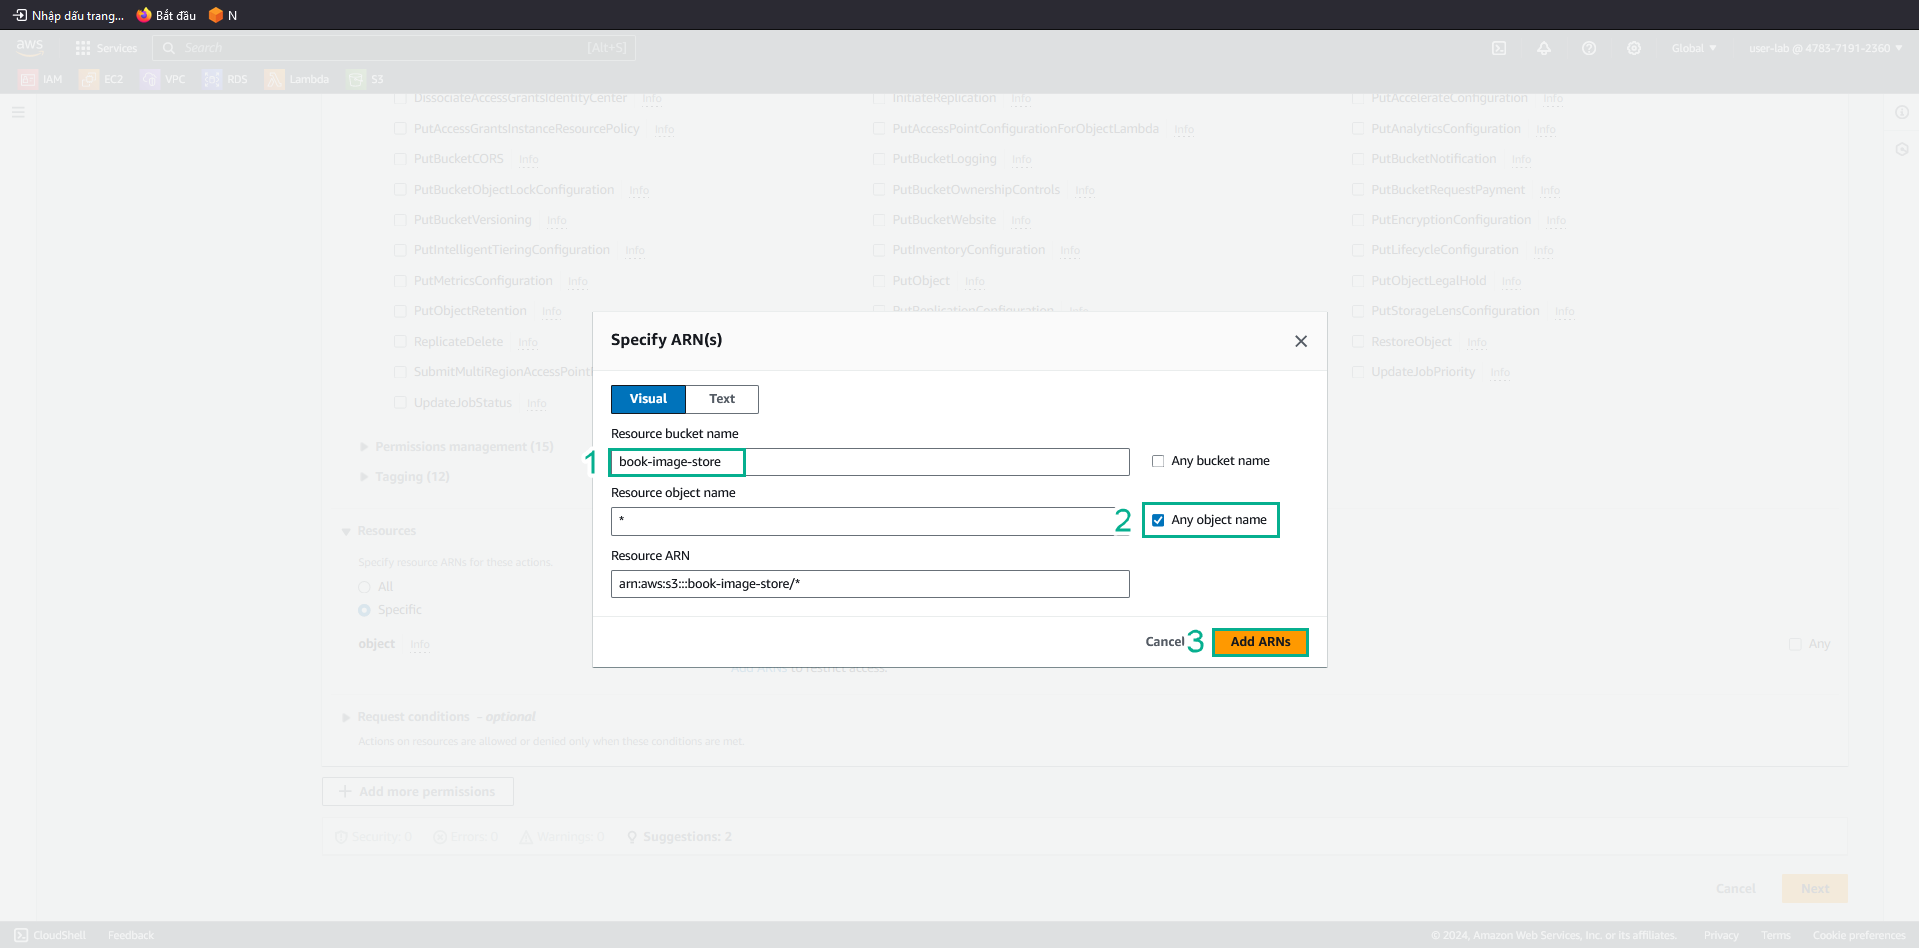 Nhập dấu trang... Bắt đầu N
aws Services Search [Alt+S] Global user-lab @ 4783-7191-2360
IAM EC2 VPC RDS Lambda S3
DissociateAccessGrantsIdentityCenter Info InitiateReplication Info PutAccelerateConfiguration Info
PutAccessGrantsInstanceResourcePolicy Info PutAccessPointConfigurationForObjectLambda Info PutAnalyticsConfiguration Info
PutBucketCORS Info PutBucketLogging Info PutBucketNotification Info
PutBucketObjectLockConfiguration Info PutBucketOwnershipControls Info PutBucketRequestPayment Info
PutBucketVersioning Info PutBucketWebsite Info PutEncryptionConfiguration Info
PutIntelligentTieringConfiguration Info PutInventoryConfiguration Info PutLifecycleConfiguration Info
PutMetricsConfiguration Info PutObject Info PutObjectLegalHold Info
PutObjectRetention Info PutReplicationConfiguration Info PutStorageLensConfiguration Info
ReplicateDelete Info RestoreObject Info
UpdateJobPriority Info
UpdateJobStatus Info
Permissions management (15)
Tagging (12)
Specify ARN(s)
Visual Text
Resource bucket name
1 book-image-store Any bucket name
Resource object name
* 2 Any object name
Resource ARN
arn:aws:s3:::book-image-store/*
Cancel 3 Add ARNs
Resources
Specify resource ARNs for these actions.
All
Specific
object Info Any
Add ARNs to restrict access.
Request conditions - optional
Actions on resources are allowed or denied only when these conditions are met.
Add more permissions
Security: 0 Errors: 0 Warnings: 0 Suggestions: 2
Cancel Next
CloudShell Feedback © 2024, Amazon Web Services, Inc. or its affiliates. Privacy Terms Cookie preferences